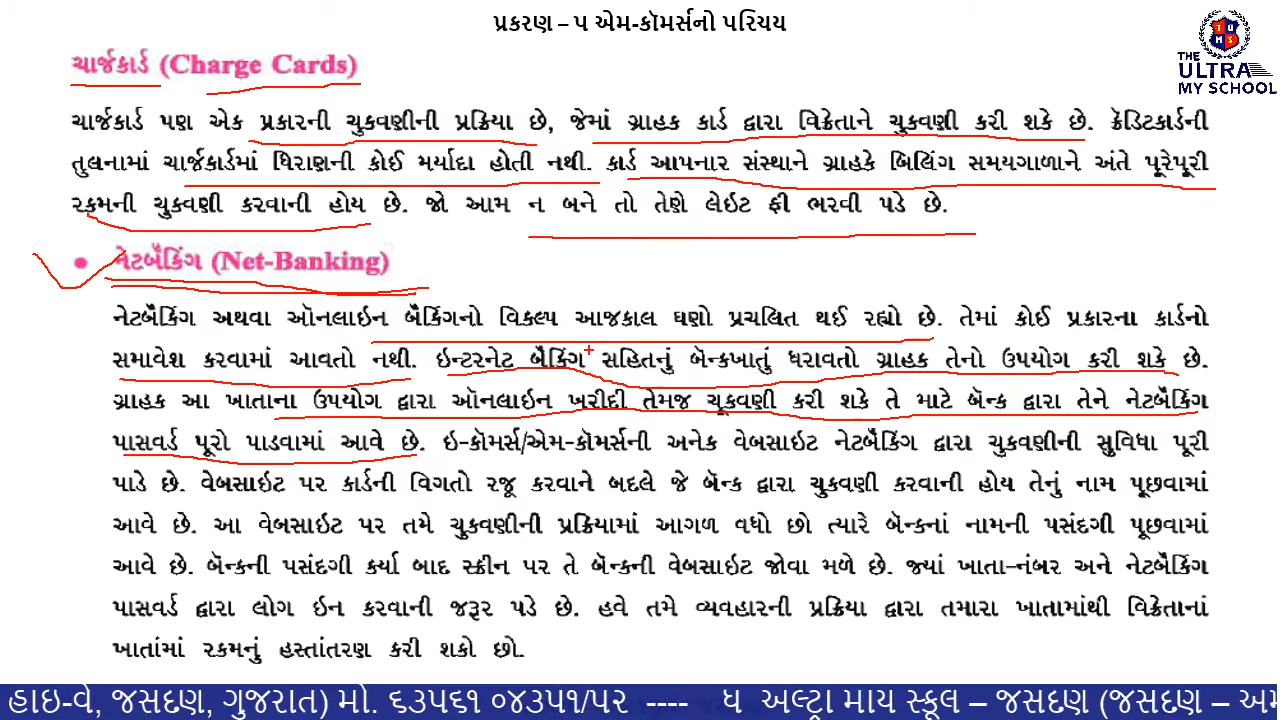 પ્રકરણ – ૫ એમ-કૉમર્સનો પરિચય
THE
ULTRA
MY SCHOOL
T U
M S
ચાર્જકાર્ડ (Charge Cards)
ચાર્જકાર્ડ પણ એક પ્રકારની ચુકવણીની પ્રક્રિયા છે, જેમાં ગ્રાહક કાર્ડ દ્વારા વિક્રેતાને ચુકવણી કરી શકે છે. ક્રૅડિટકાર્ડની
તુલનામાં ચાર્જકાર્ડમાં ધિરાણની કોઈ મર્યાદા હોતી નથી. કાર્ડ આપનાર સંસ્થાને ગ્રાહકે બિલિંગ સમયગાળાને અંતે પૂરેપૂરી
રકમની ચુકવણી કરવાની હોય છે. જો આમ ન બને તો તેણે લેઇટ ફી ભરવી પડે છે.
• નેટબૅંકિંગ (Net-Banking)
નેટબૅંકિંગ અથવા ઑનલાઇન બૅંકિંગનો વિકલ્પ આજકાલ ઘણો પ્રચલિત થઈ રહ્યો છે. તેમાં કોઈ પ્રકારના કાર્ડનો
સમાવેશ કરવામાં આવતો નથી. ઇન્ટરનેટ બૅંકિંગ સહિતનું બૅન્કખાતું ધરાવતો ગ્રાહક તેનો ઉપયોગ કરી શકે છે.
ગ્રાહક આ ખાતાના ઉપયોગ દ્વારા ઑનલાઇન ખરીદી તેમજ ચૂકવણી કરી શકે તે માટે બૅન્ક દ્વારા તેને નેટબૅંકિંગ
પાસવર્ડ પૂરો પાડવામાં આવે છે. ઇ-કૉમર્સ/એમ-કૉમર્સની અનેક વેબસાઇટ નેટબૅંકિંગ દ્વારા ચુકવણીની સુવિધા પૂરી
પાડે છે. વેબસાઇટ પર કાર્ડની વિગતો રજૂ કરવાને બદલે જે બૅન્ક દ્વારા ચુકવણી કરવાની હોય તેનું નામ પૂછવામાં
આવે છે. આ વેબસાઇટ પર તમે ચુકવણીની પ્રક્રિયામાં આગળ વધો છો ત્યારે બૅન્કનાં નામની પસંદગી પૂછવામાં
આવે છે. બૅન્કની પસંદગી કર્યા બાદ સ્ક્રીન પર તે બૅન્કની વેબસાઇટ જોવા મળે છે. જ્યાં ખાતા-નંબર અને નેટબૅંકિંગ
પાસવર્ડ દ્વારા લોગ ઇન કરવાની જરૂર પડે છે. હવે તમે વ્યવહારની પ્રક્રિયા દ્વારા તમારા ખાતામાંથી વિક્રેતાનાં
ખાતાંમાં રકમનું હસ્તાંતરણ કરી શકો છો.
હાઇ-વે, જસદણ, ગુજરાત) મો. ૬૩૫૬૧ ૦૪૩૫૧/૫૨ ---- ધ અલ્ટ્રા માય સ્કૂલ – જસદણ (જસદણ – અમ